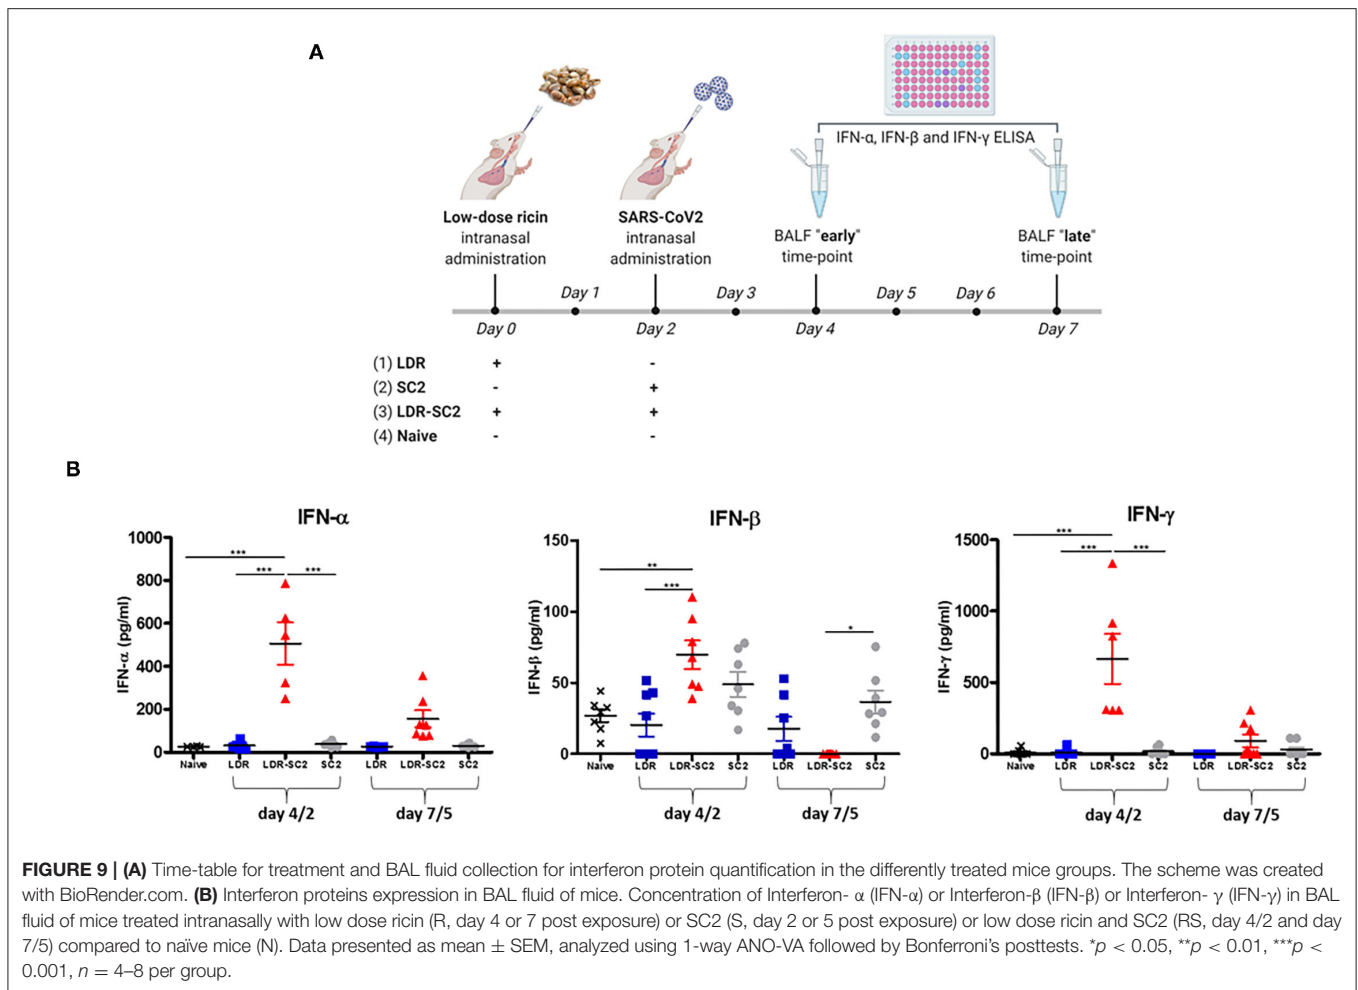 A
IFN-α, IFN-β and IFN-γ ELISA
Low-dose ricin
intranasal
administration
SARS-CoV2
intranasal
administration
BALF "early"
time-point
BALF "late"
time-point
Day 1
Day 3
Day 5
Day 6
Day 0
Day 2
Day 4
Day 7
(1) LDR + -
(2) SC2 - +
(3) LDR-SC2 + +
(4) Naive - -
B
IFN-α
IFN-α (pg/ml)
1000
800
600
400
200
0
***
*** ***
Naive LDR LDR-SC2 SC2 LDR LDR-SC2 SC2
day 4/2 day 7/5
IFN-β
IFN-β (pg/ml)
150
100
50
0
**
***
*
Naive LDR LDR-SC2 SC2 LDR LDR-SC2 SC2
day 4/2 day 7/5
IFN-γ
IFN-γ (pg/ml)
1500
1000
500
0
***
*** ***
Naive LDR LDR-SC2 SC2 LDR LDR-SC2 SC2
day 4/2 day 7/5
FIGURE 9 | (A) Time-table for treatment and BAL fluid collection for interferon protein quantification in the differently treated mice groups. The scheme was created
with BioRender.com. (B) Interferon proteins expression in BAL fluid of mice. Concentration of Interferon- α (IFN-α) or Interferon-β (IFN-β) or Interferon- γ (IFN-γ) in BAL
fluid of mice treated intranasally with low dose ricin (R, day 4 or 7 post exposure) or SC2 (S, day 2 or 5 post exposure) or low dose ricin and SC2 (RS, day 4/2 and day
7/5) compared to naïve mice (N). Data presented as mean ± SEM, analyzed using 1-way ANO-VA followed by Bonferroni's posttests. *p < 0.05, **p < 0.01, ***p <
0.001, n = 4–8 per group.